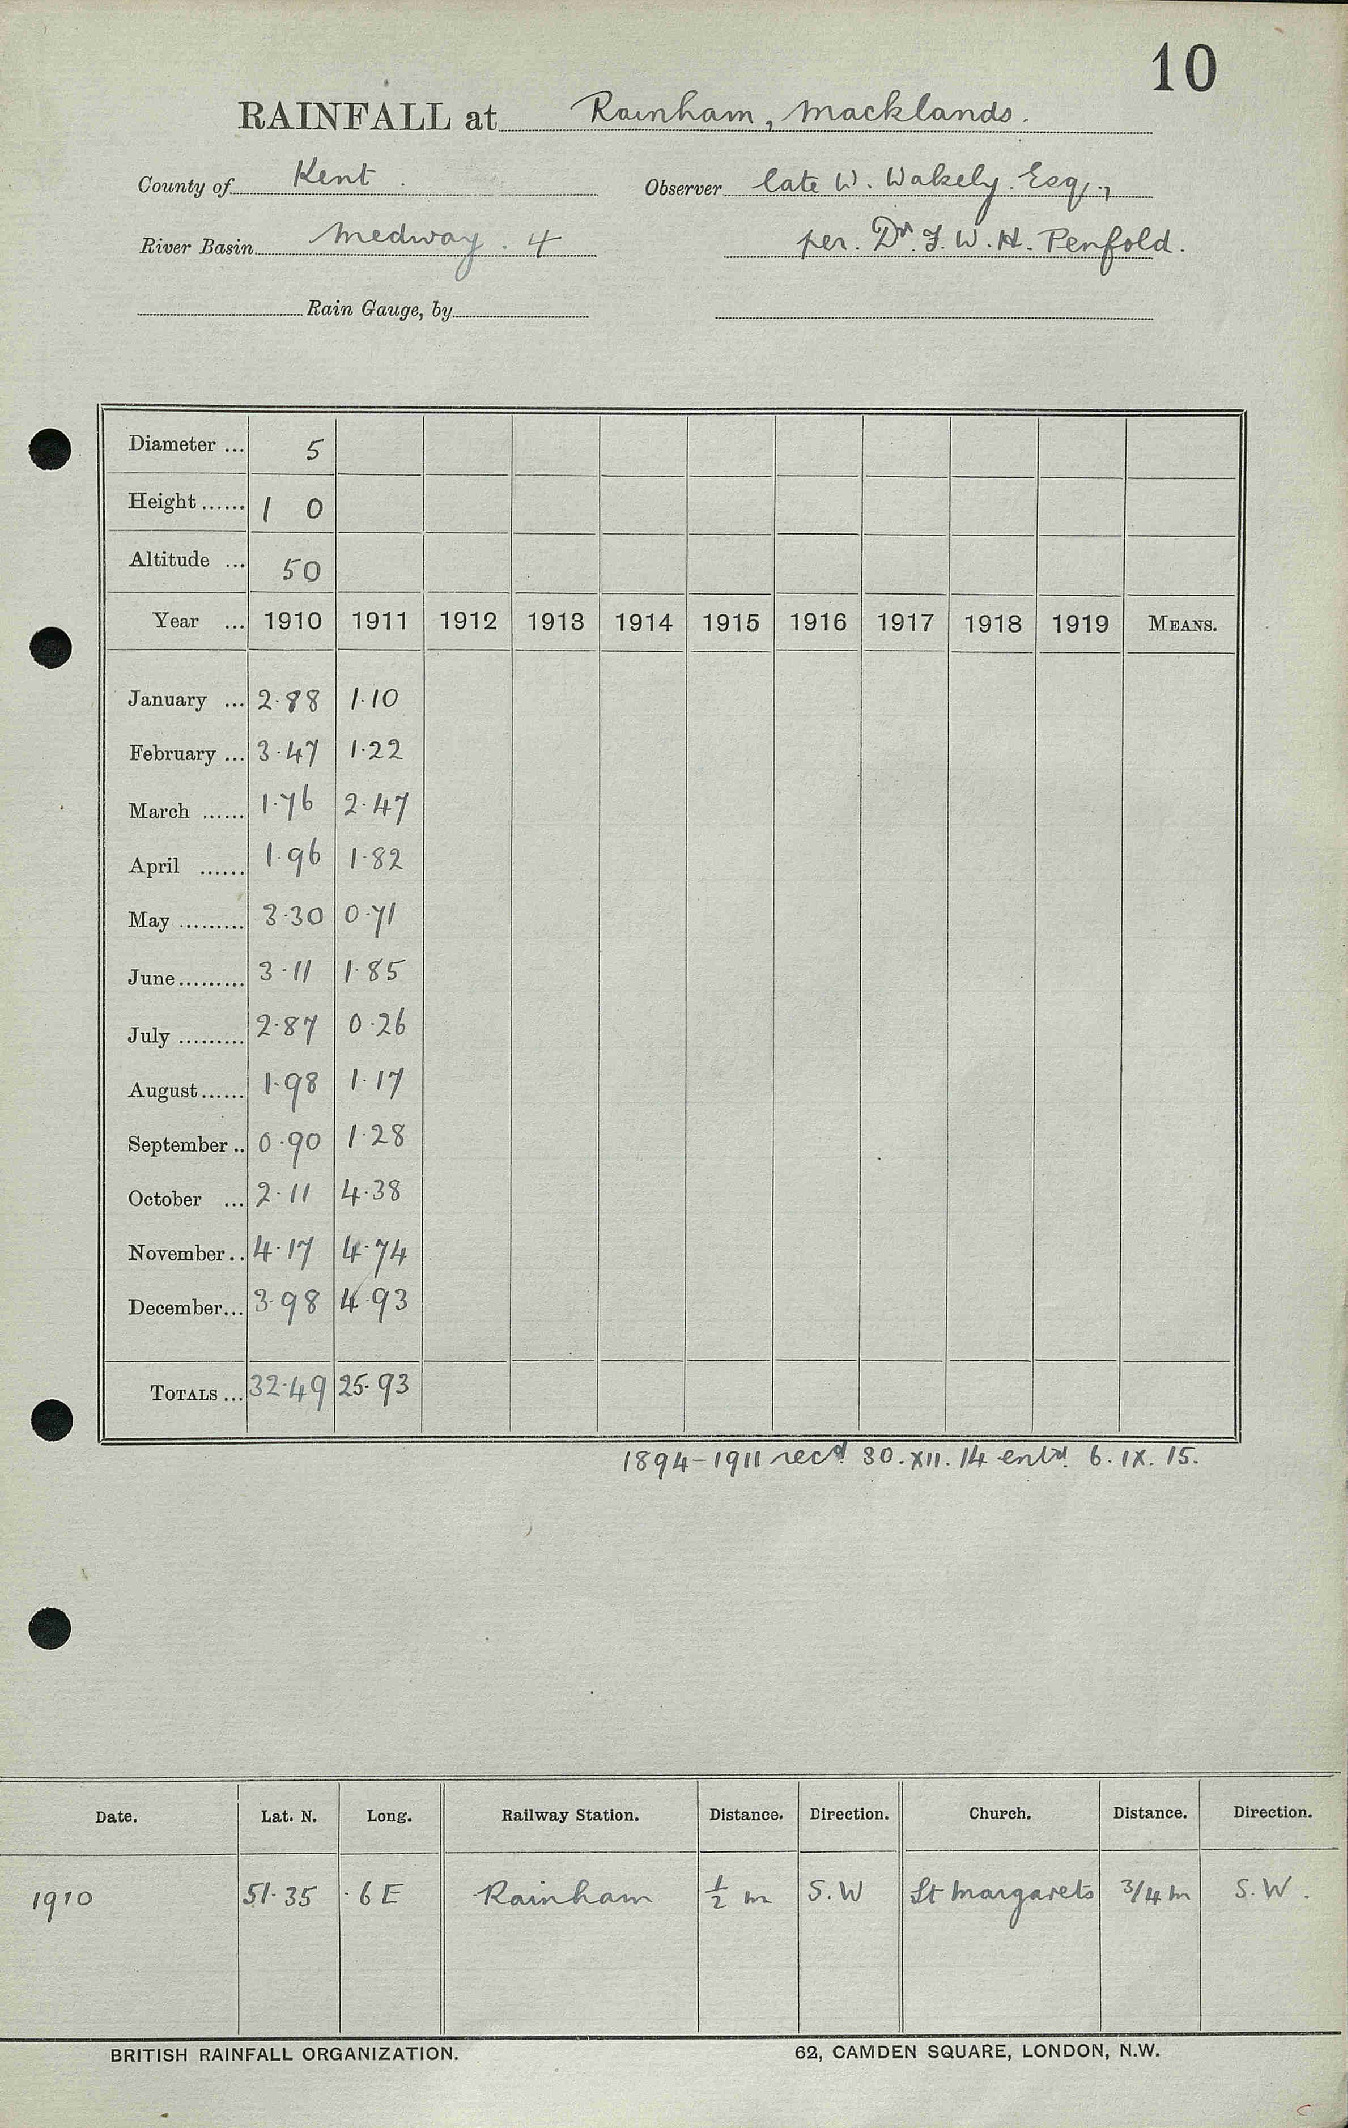 10
RAINFALL at Rainham, Macklands.
County of Kent. Observer late W. Wakely. Esq.,
River Basin Medway. 4 per. Dr. J. W. H. Penfold.
Rain Gauge, by
Diameter ... 5
Height ...... 1 0
Altitude ... 50
Year ... 1910 1911 1912 1913 1914 1915 1916 1917 1918 1919 MEANS.
January ... 2.88 1.10
February ... 3.47 1.22
March ...... 1.76 2.47
April ...... 1.96 1.82
May ......... 3.30 0.71
June......... 3.11 1.85
July ......... 2.87 0.26
August...... 1.98 1.17
September .. 0.90 1.28
October ... 2.11 4.38
November.. 4.17 4.74
December... 3.98 4.93
TOTALS ... 32.49 25.93
1894-1911 recd 30.XII.14 entd. 6.IX.15.
Date. Lat. N. Long. Railway Station. Distance. Direction. Church. Distance. Direction.
1910 51.35 .6E Rainham 1/2 m S.W St Margarets 3/4 m S.W.
BRITISH RAINFALL ORGANIZATION. 62, CAMDEN SQUARE, LONDON, N.W.